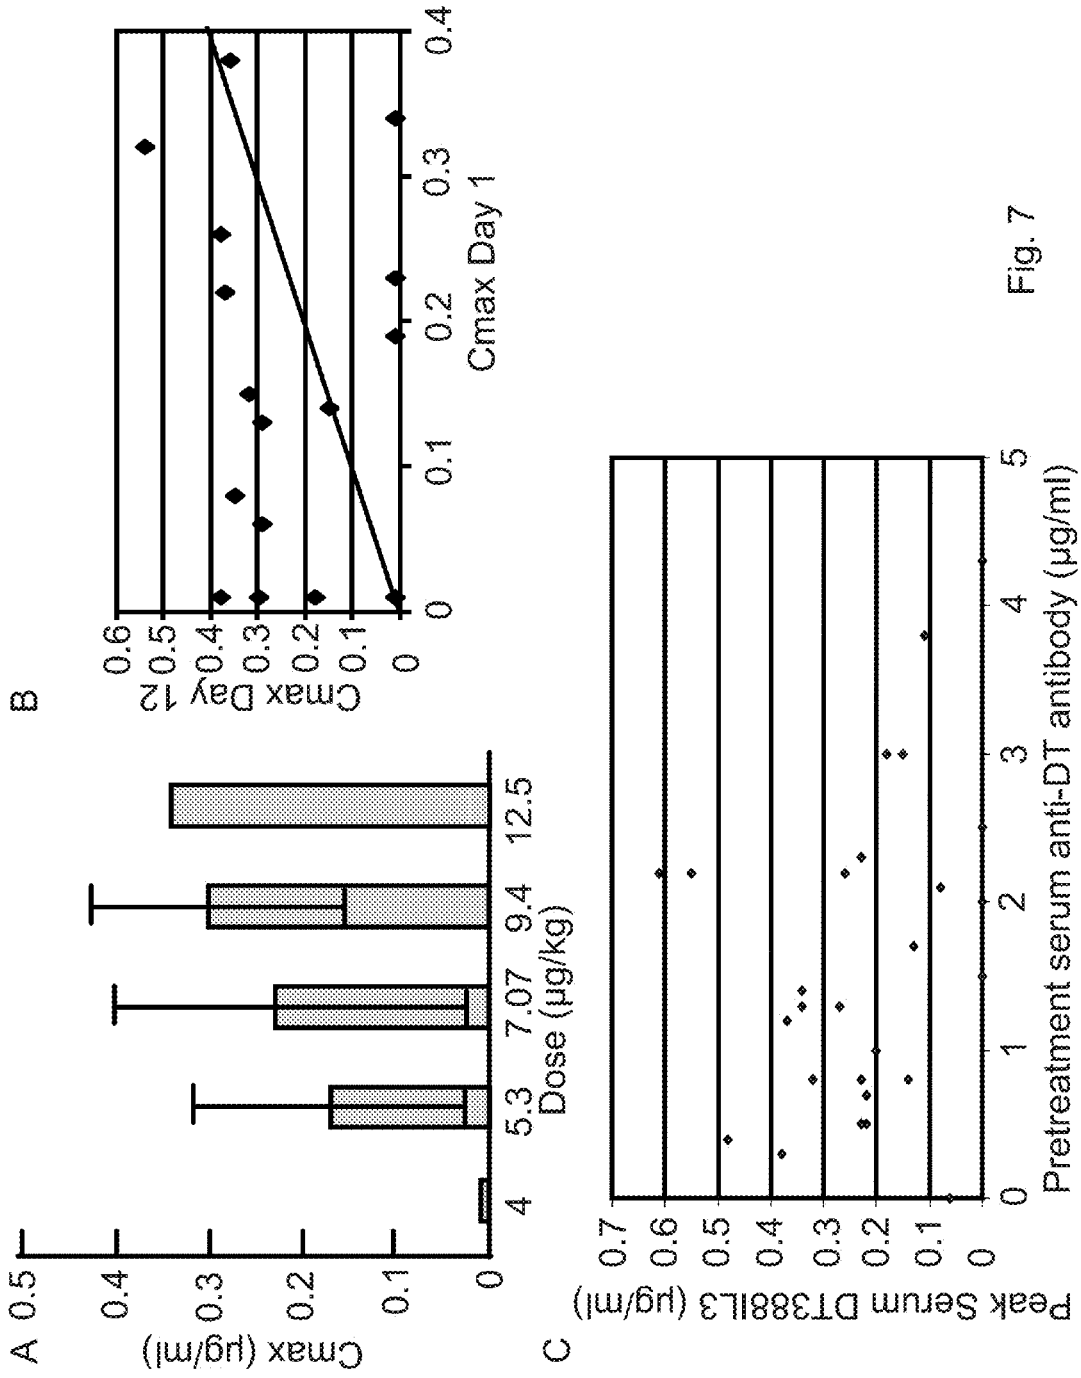 A
Cmax (µg/ml)
0.5
0.4
0.3
0.2
0.1
0
4 5.3 7.07 9.4 12.5
Dose (µg/kg)
B
Cmax Day 12
0.6
0.5
0.4
0.3
0.2
0.1
0
0 0.1 0.2 0.3 0.4
Cmax Day 1
C
Peak Serum DT388IL3 (µg/ml)
0.7
0.6
0.5
0.4
0.3
0.2
0.1
0
0 1 2 3 4 5
Pretreatment serum anti-DT antibody (µg/ml)
Fig. 7